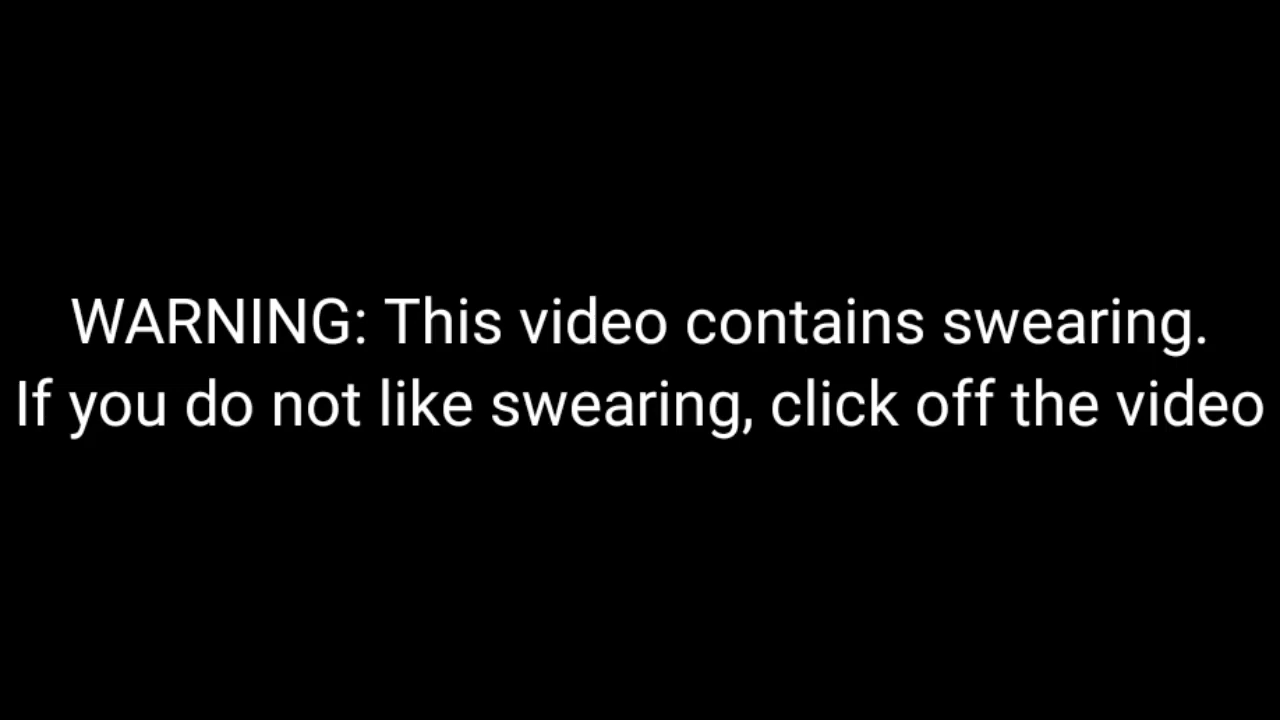 WARNING: This video contains swearing.
If you do not like swearing, click off the video